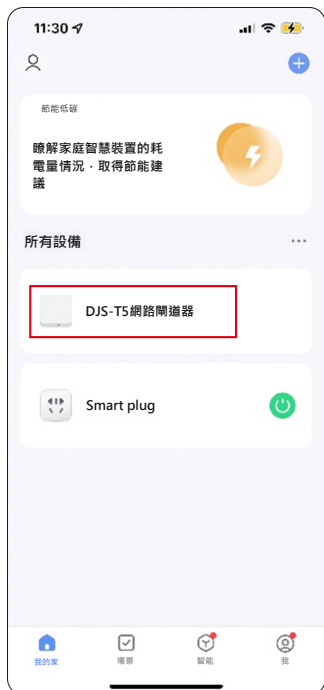 11:30
節能低碳
瞭解家庭智慧裝置的耗
電量情況，取得節能建
議
所有設備
DJS-T5網路閘道器
Smart plug
我的家
場景
智能
我